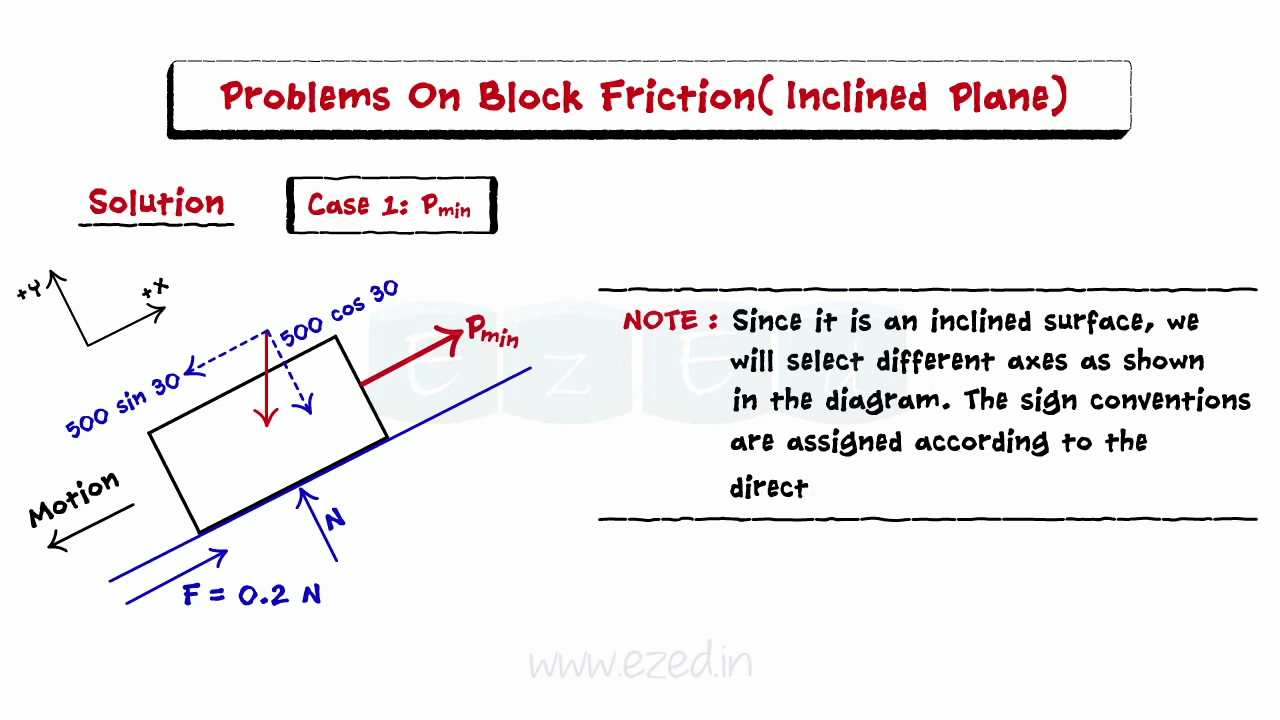 Problems On Block Friction( Inclined Plane)
Solution
Case 1: Pmin
+Y
+X
500 cos 30
Pmin
500 sin 30
Motion
N
F = 0.2 N
NOTE : Since it is an inclined surface, we
will select different axes as shown
in the diagram. The sign conventions
are assigned according to the
direct
EzEd
www.ezed.in